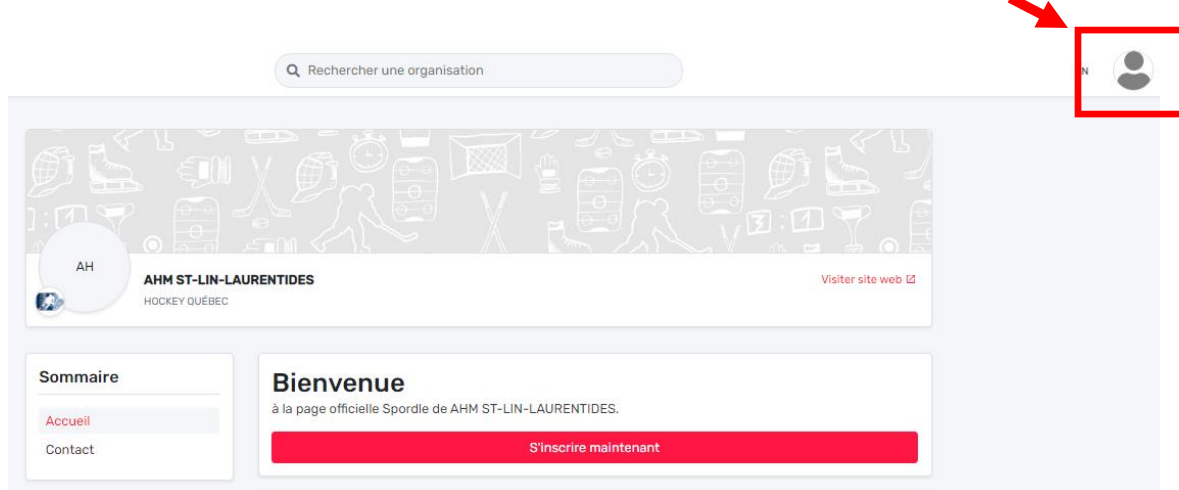 Rechercher une organisation
N
AH
AHM ST-LIN-LAURENTIDES
HOCKEY QUÉBEC
Visiter site web
Sommaire
Accueil
Contact
Bienvenue
à la page officielle Spordle de AHM ST-LIN-LAURENTIDES.
S'inscrire maintenant